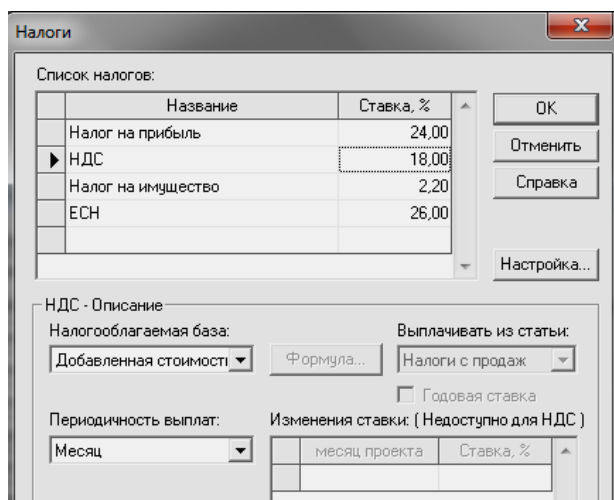 Налоги
Список налогов:
Название Ставка, %
Налог на прибыль 24,00
НДС 18,00
Налог на имущество 2,20
ЕСН 26,00
OK
Отменить
Справка
Настройка...
НДС - Описание
Налогооблагаемая база: Выплачивать из статьи:
Добавленная стоимост Формула... Налоги с продаж
Годовая ставка
Периодичность выплат: Изменения ставки: ( Недоступно для НДС )
Месяц месяц проекта Ставка, %